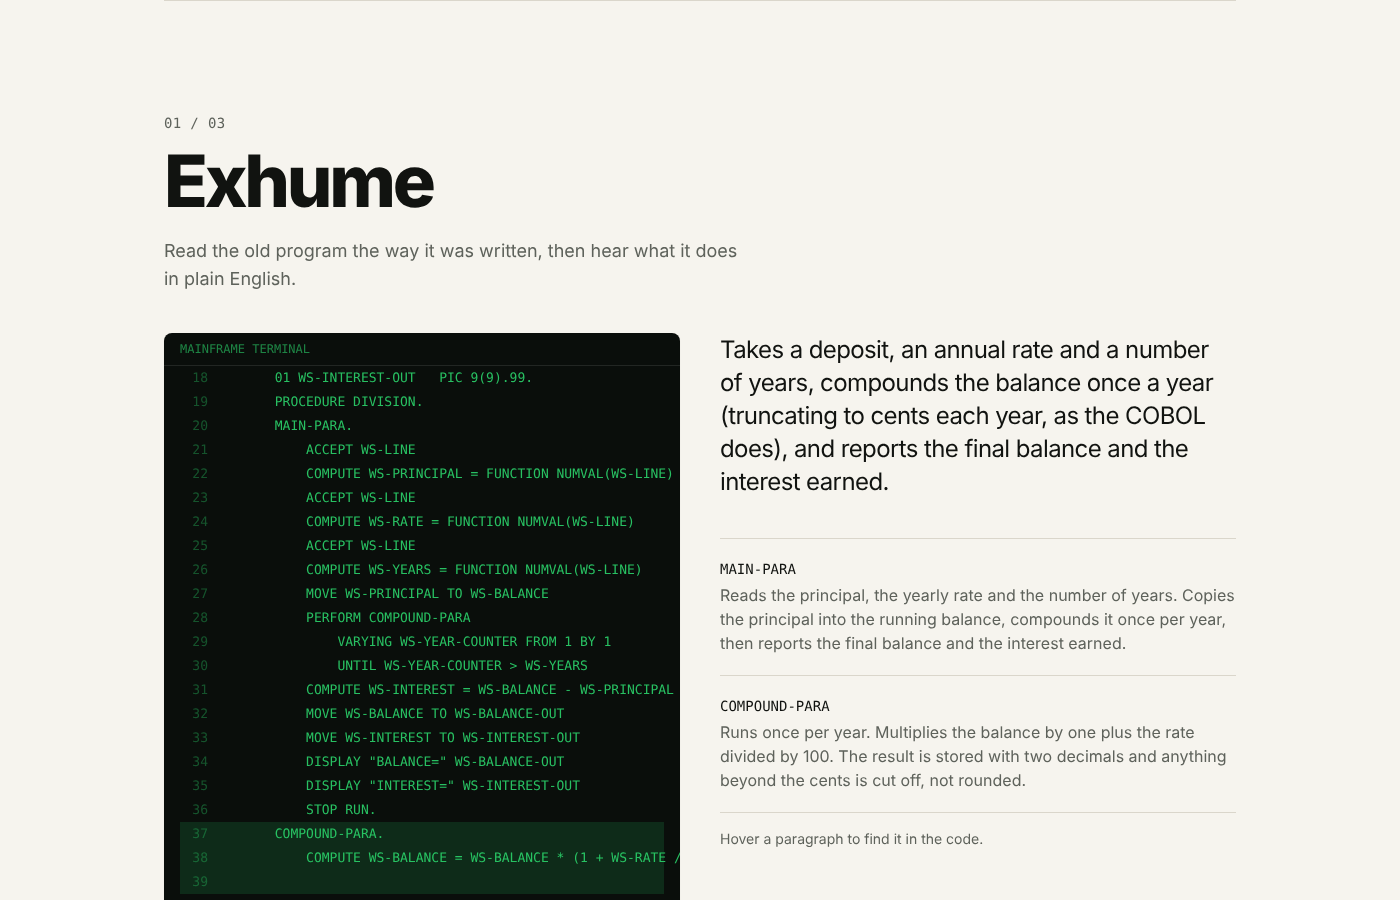 01 / 03
Exhume
Read the old program the way it was written, then hear what it does
in plain English.
MAINFRAME TERMINAL
18 01 WS-INTEREST-OUT PIC 9(9).99.
19 PROCEDURE DIVISION.
20 MAIN-PARA.
21 ACCEPT WS-LINE
22 COMPUTE WS-PRINCIPAL = FUNCTION NUMVAL(WS-LINE)
23 ACCEPT WS-LINE
24 COMPUTE WS-RATE = FUNCTION NUMVAL(WS-LINE)
25 ACCEPT WS-LINE
26 COMPUTE WS-YEARS = FUNCTION NUMVAL(WS-LINE)
27 MOVE WS-PRINCIPAL TO WS-BALANCE
28 PERFORM COMPOUND-PARA
29 VARYING WS-YEAR-COUNTER FROM 1 BY 1
30 UNTIL WS-YEAR-COUNTER > WS-YEARS
31 COMPUTE WS-INTEREST = WS-BALANCE - WS-PRINCIPAL
32 MOVE WS-BALANCE TO WS-BALANCE-OUT
33 MOVE WS-INTEREST TO WS-INTEREST-OUT
34 DISPLAY "BALANCE=" WS-BALANCE-OUT
35 DISPLAY "INTEREST=" WS-INTEREST-OUT
36 STOP RUN.
37 COMPOUND-PARA.
38 COMPUTE WS-BALANCE = WS-BALANCE * (1 + WS-RATE /
39
Takes a deposit, an annual rate and a number
of years, compounds the balance once a year
(truncating to cents each year, as the COBOL
does), and reports the final balance and the
interest earned.
MAIN-PARA
Reads the principal, the yearly rate and the number of years. Copies
the principal into the running balance, compounds it once per year,
then reports the final balance and the interest earned.
COMPOUND-PARA
Runs once per year. Multiplies the balance by one plus the rate
divided by 100. The result is stored with two decimals and anything
beyond the cents is cut off, not rounded.
Hover a paragraph to find it in the code.